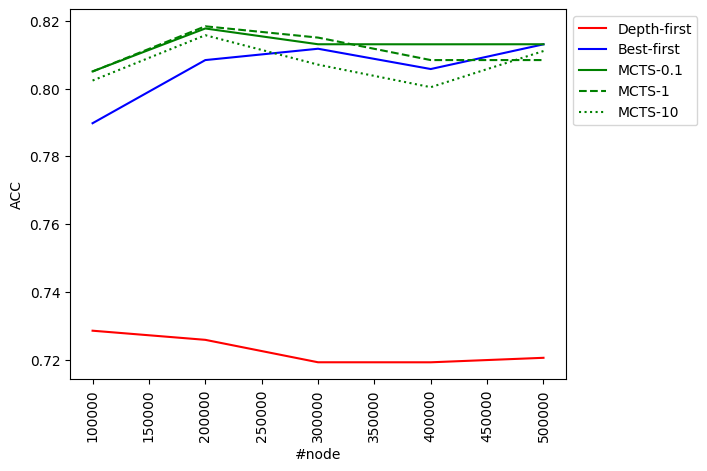 0.82
0.80
0.78
0.76
0.74
0.72
ACC
100000
150000
200000
250000
300000
350000
400000
450000
500000
#node
Depth-first
Best-first
MCTS-0.1
MCTS-1
MCTS-10